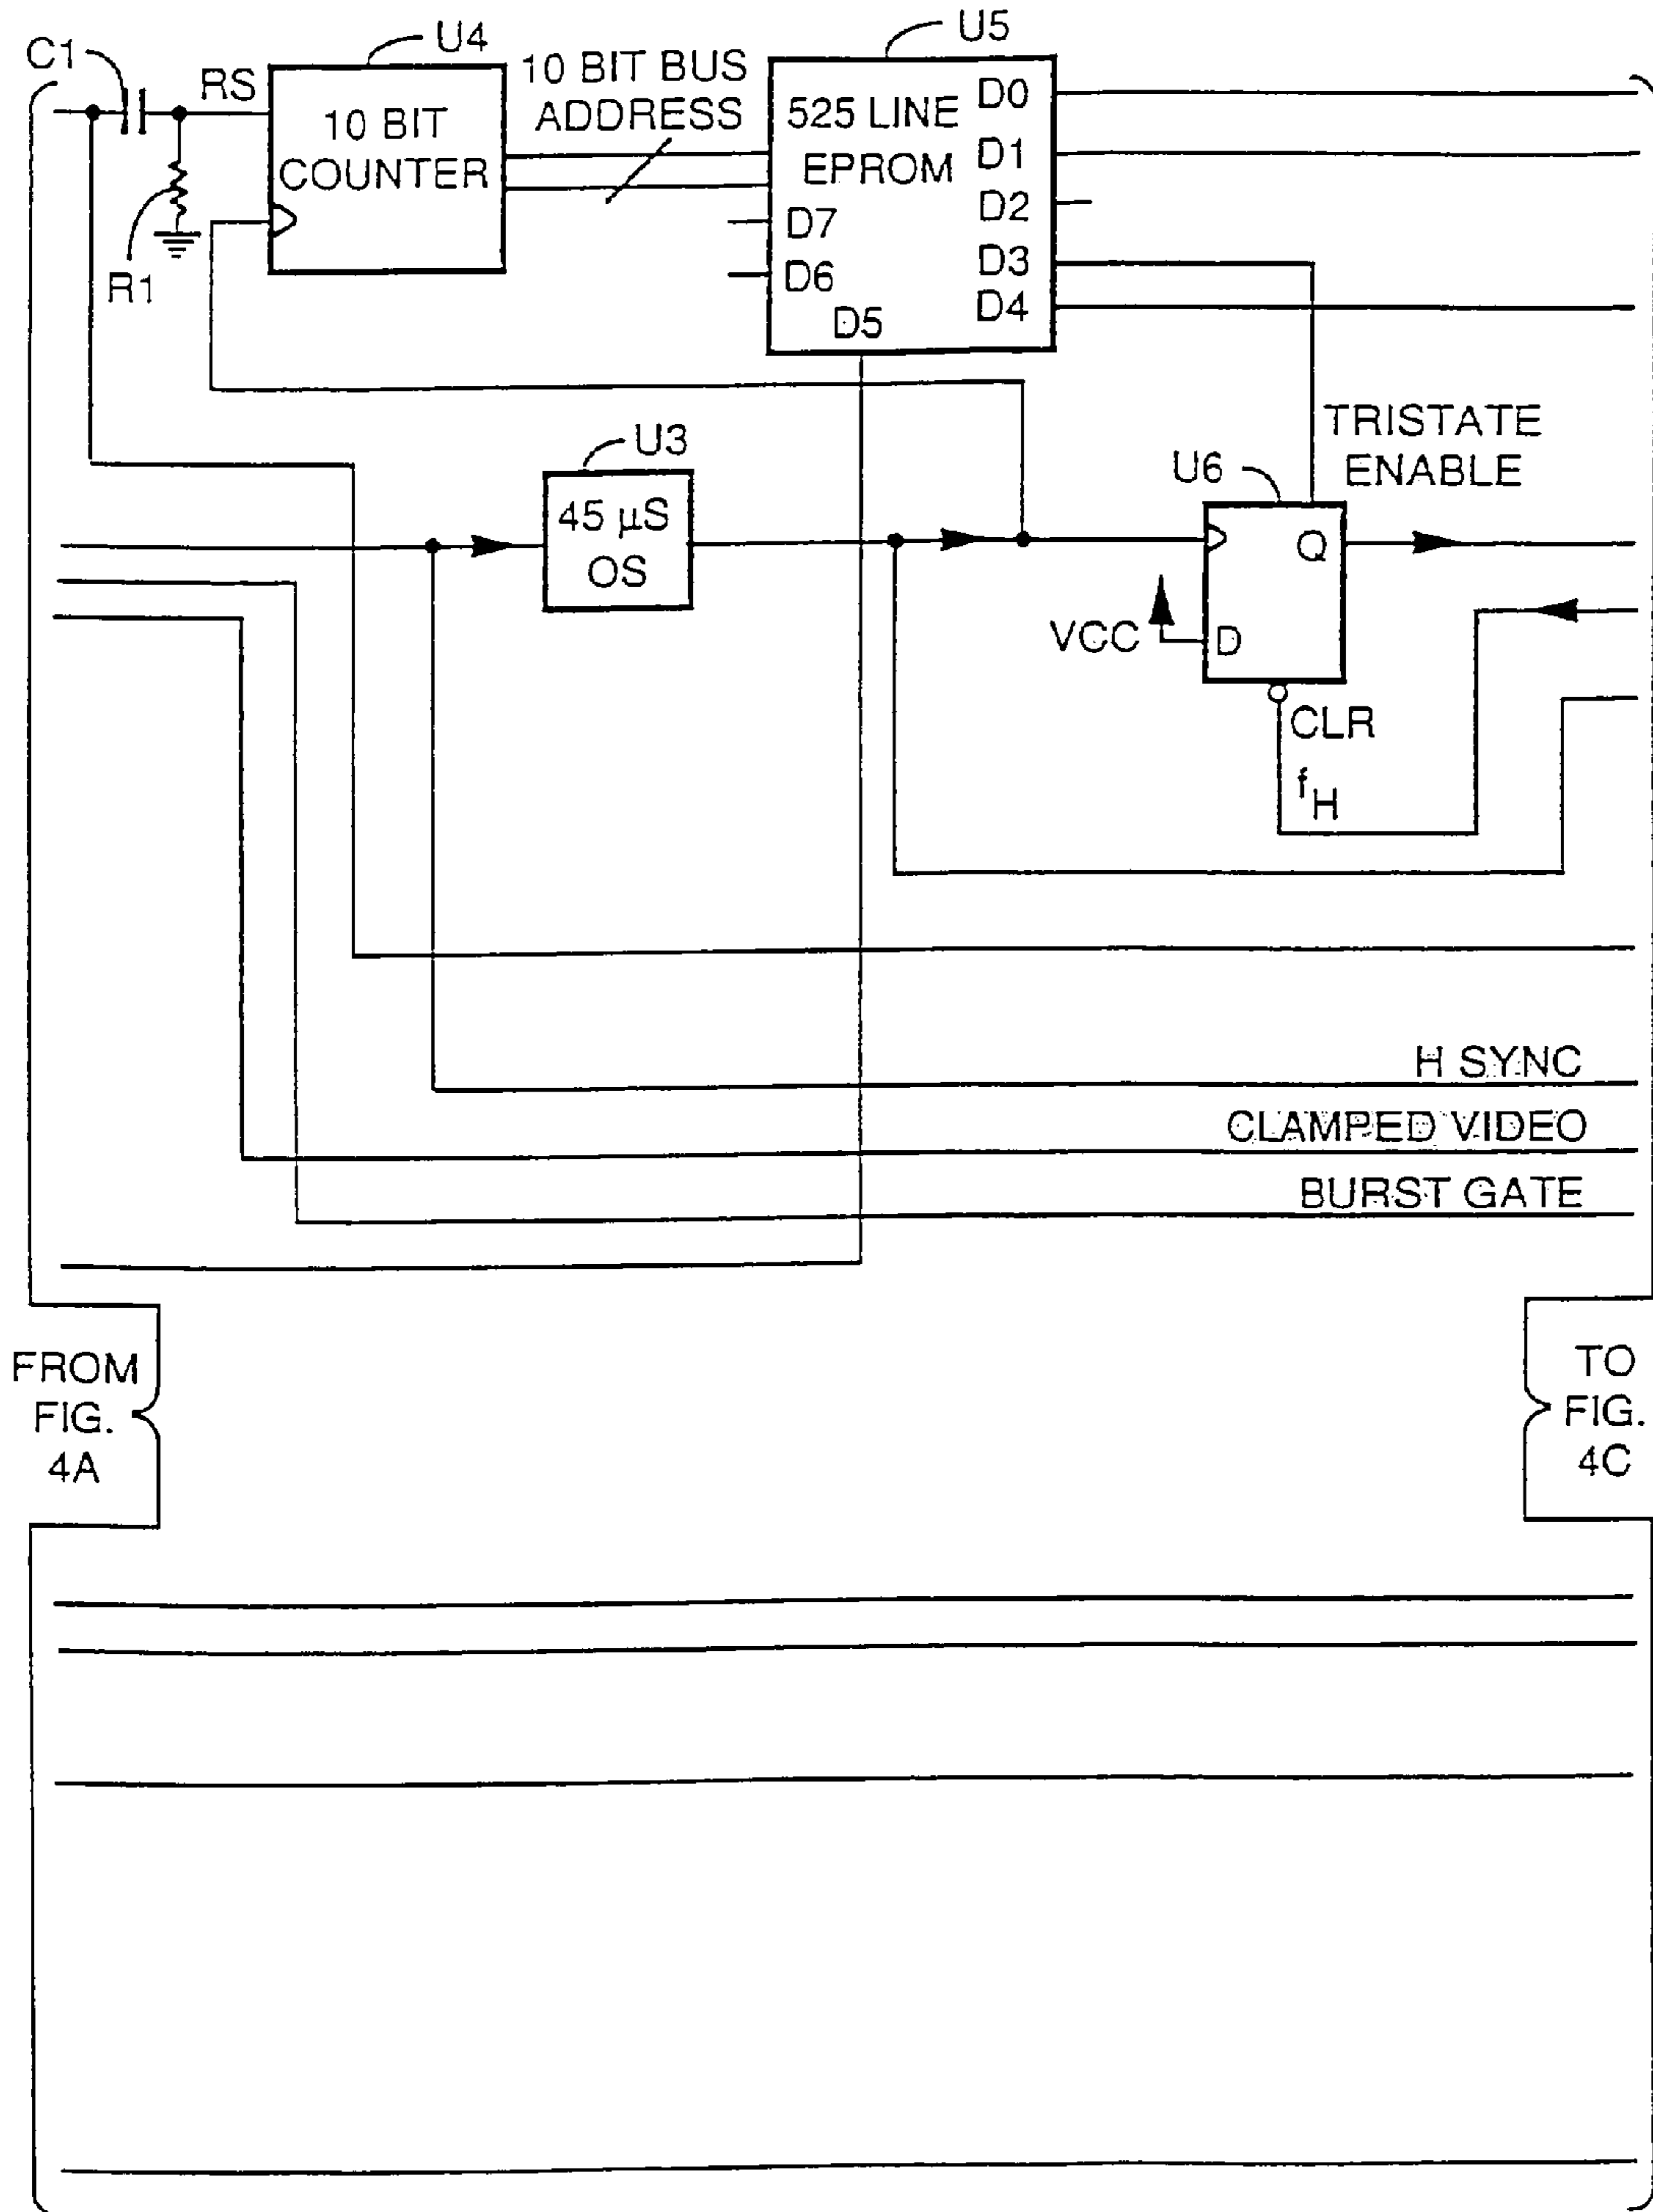 C1
RS
U4
10 BIT
COUNTER
R1
10 BIT BUS
ADDRESS
U5
525 LINE
EPROM
D0
D1
D2
D3
D4
D7
D6
D5
U3
45 µS
OS
U6
TRISTATE
ENABLE
Q
VCC
D
CLR
fH
H SYNC
CLAMPED VIDEO
BURST GATE
FROM
FIG.
4A
TO
FIG.
4C